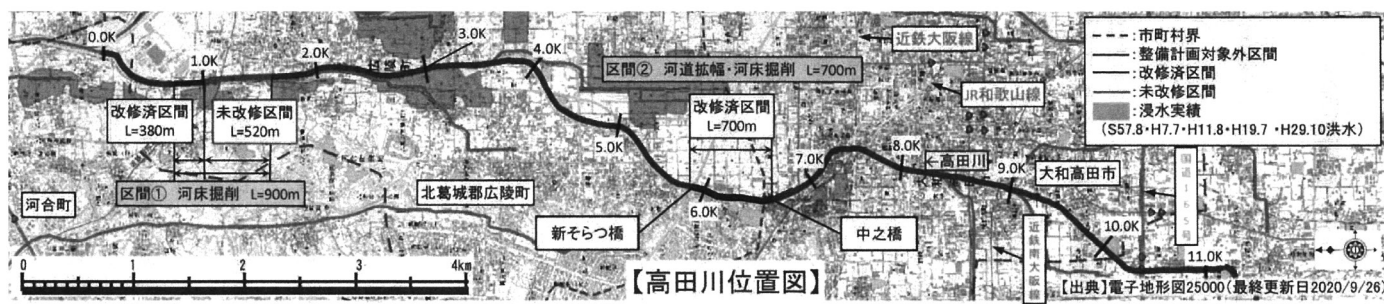 0.0K
1.0K
2.0K
3.0K
4.0K
近鉄大阪線
JR和歌山線
区間② 河道拡幅・河床掘削 L=700m
改修済区間
L=380m
未改修区間
L=520m
改修済区間
L=700m
区間① 河床掘削 L=900m
河合町
北葛城郡広陵町
5.0K
6.0K
7.0K
8.0K
高田川
9.0K
大和高田市
10.0K
11.0K
新そらつ橋
中之橋
近鉄南大阪線
国道165号
:市町村界
:整備計画対象外区間
:改修済区間
:未改修区間
:浸水実績
(S57.8・H7.7・H11.8・H19.7・H29.10洪水)
0 1 2 4km
【高田川位置図】
【出典】電子地形図25000(最終更新日2020/9/26)